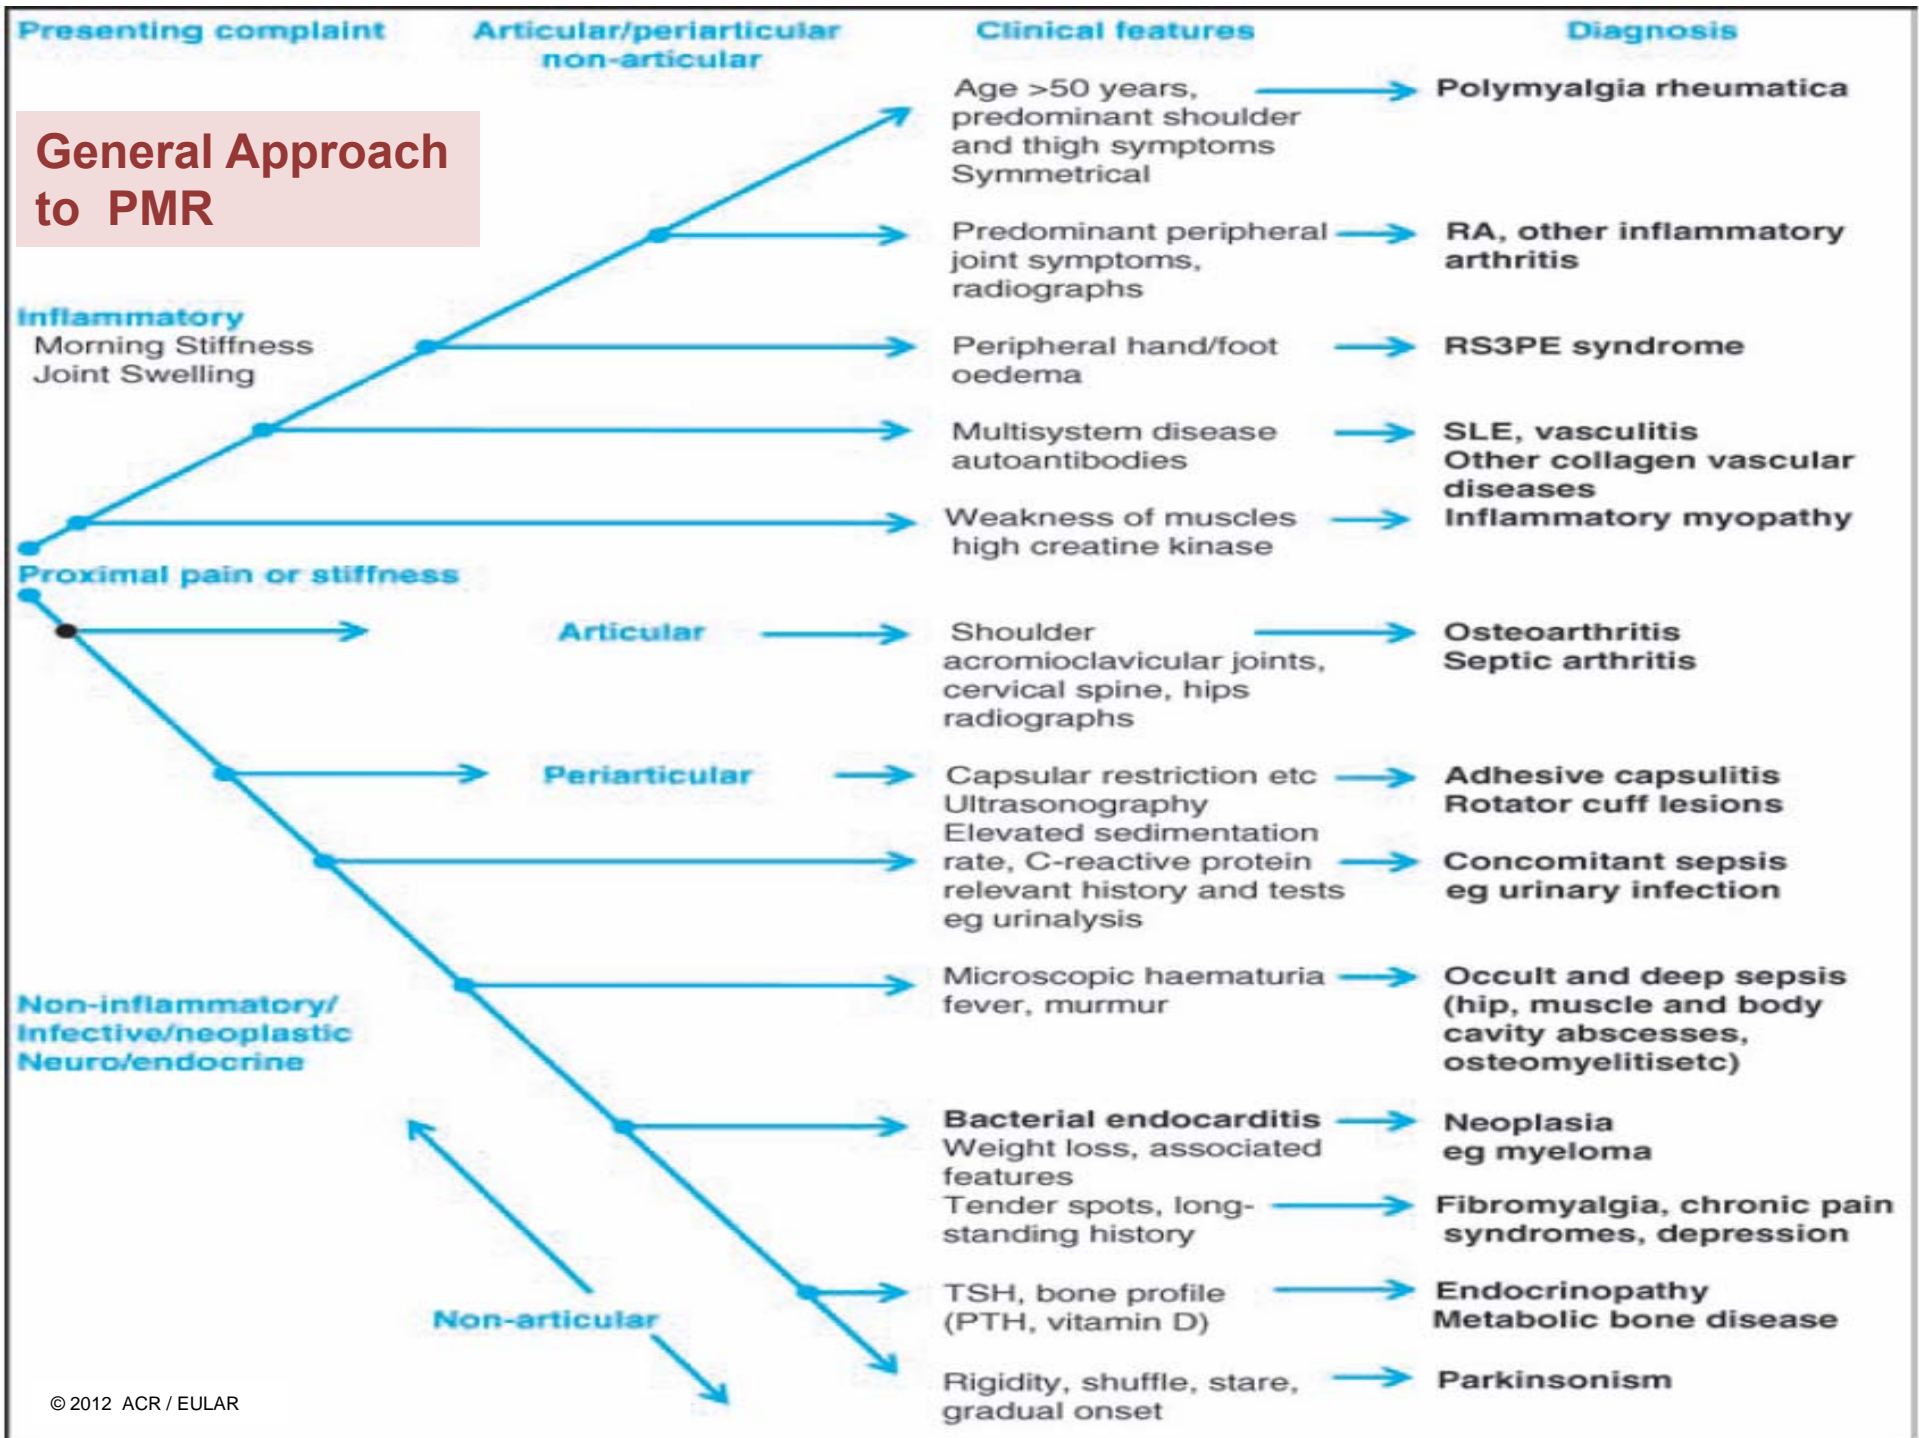 Presenting complaint
Articular/periarticular
non-articular
Clinical features
Diagnosis
General Approach
to PMR
Age >50 years,
predominant shoulder
and thigh symptoms
Symmetrical
Polymyalgia rheumatica
Predominant peripheral
joint symptoms,
radiographs
RA, other inflammatory
arthritis
Inflammatory
Morning Stiffness
Joint Swelling
Peripheral hand/foot
oedema
RS3PE syndrome
Multisystem disease
autoantibodies
SLE, vasculitis
Other collagen vascular
diseases
Weakness of muscles
high creatine kinase
Inflammatory myopathy
Proximal pain or stiffness
Articular
Shoulder
acromioclavicular joints,
cervical spine, hips
radiographs
Osteoarthritis
Septic arthritis
Periarticular
Capsular restriction etc
Ultrasonography
Adhesive capsulitis
Rotator cuff lesions
Elevated sedimentation
rate, C-reactive protein
relevant history and tests
eg urinalysis
Concomitant sepsis
eg urinary infection
Non-inflammatory/
Infective/neoplastic
Neuro/endocrine
Microscopic haematuria
fever, murmur
Occult and deep sepsis
(hip, muscle and body
cavity abscesses,
osteomyelitisetc)
Bacterial endocarditis
Weight loss, associated
features
Neoplasia
eg myeloma
Tender spots, long-
standing history
Fibromyalgia, chronic pain
syndromes, depression
Non-articular
TSH, bone profile
(PTH, vitamin D)
Endocrinopathy
Metabolic bone disease
Rigidity, shuffle, stare,
gradual onset
Parkinsonism
© 2012 ACR / EULAR